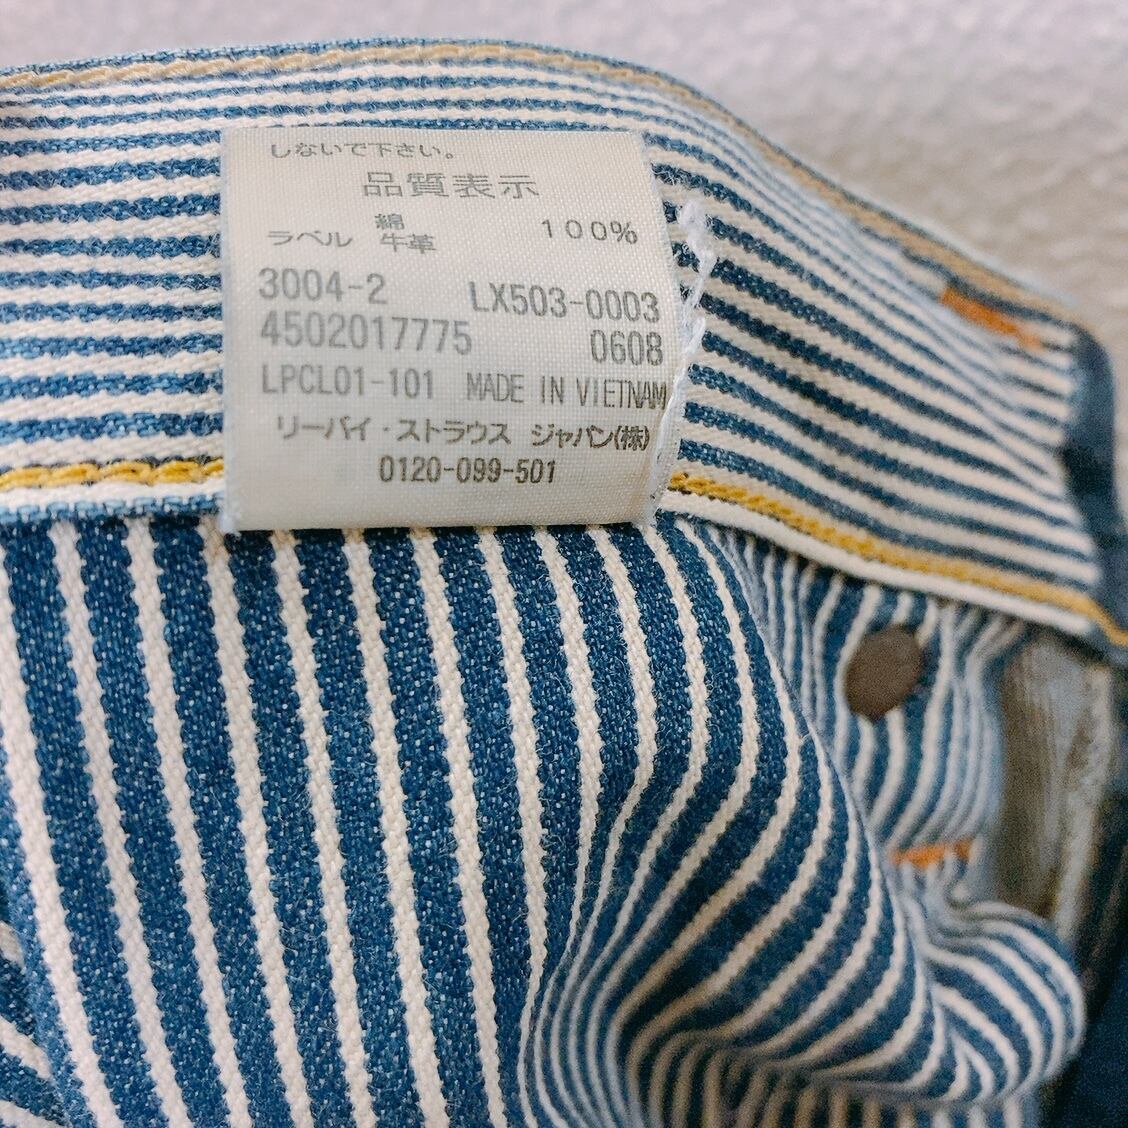 しないで下さい。
品質表示
綿 100%
ラベル 牛革
3004-2 LX503-0003
4502017775 0608
LPCL01-101 MADE IN VIETNAM
リーバイ・ストラウス ジャパン(株)
0120-099-501